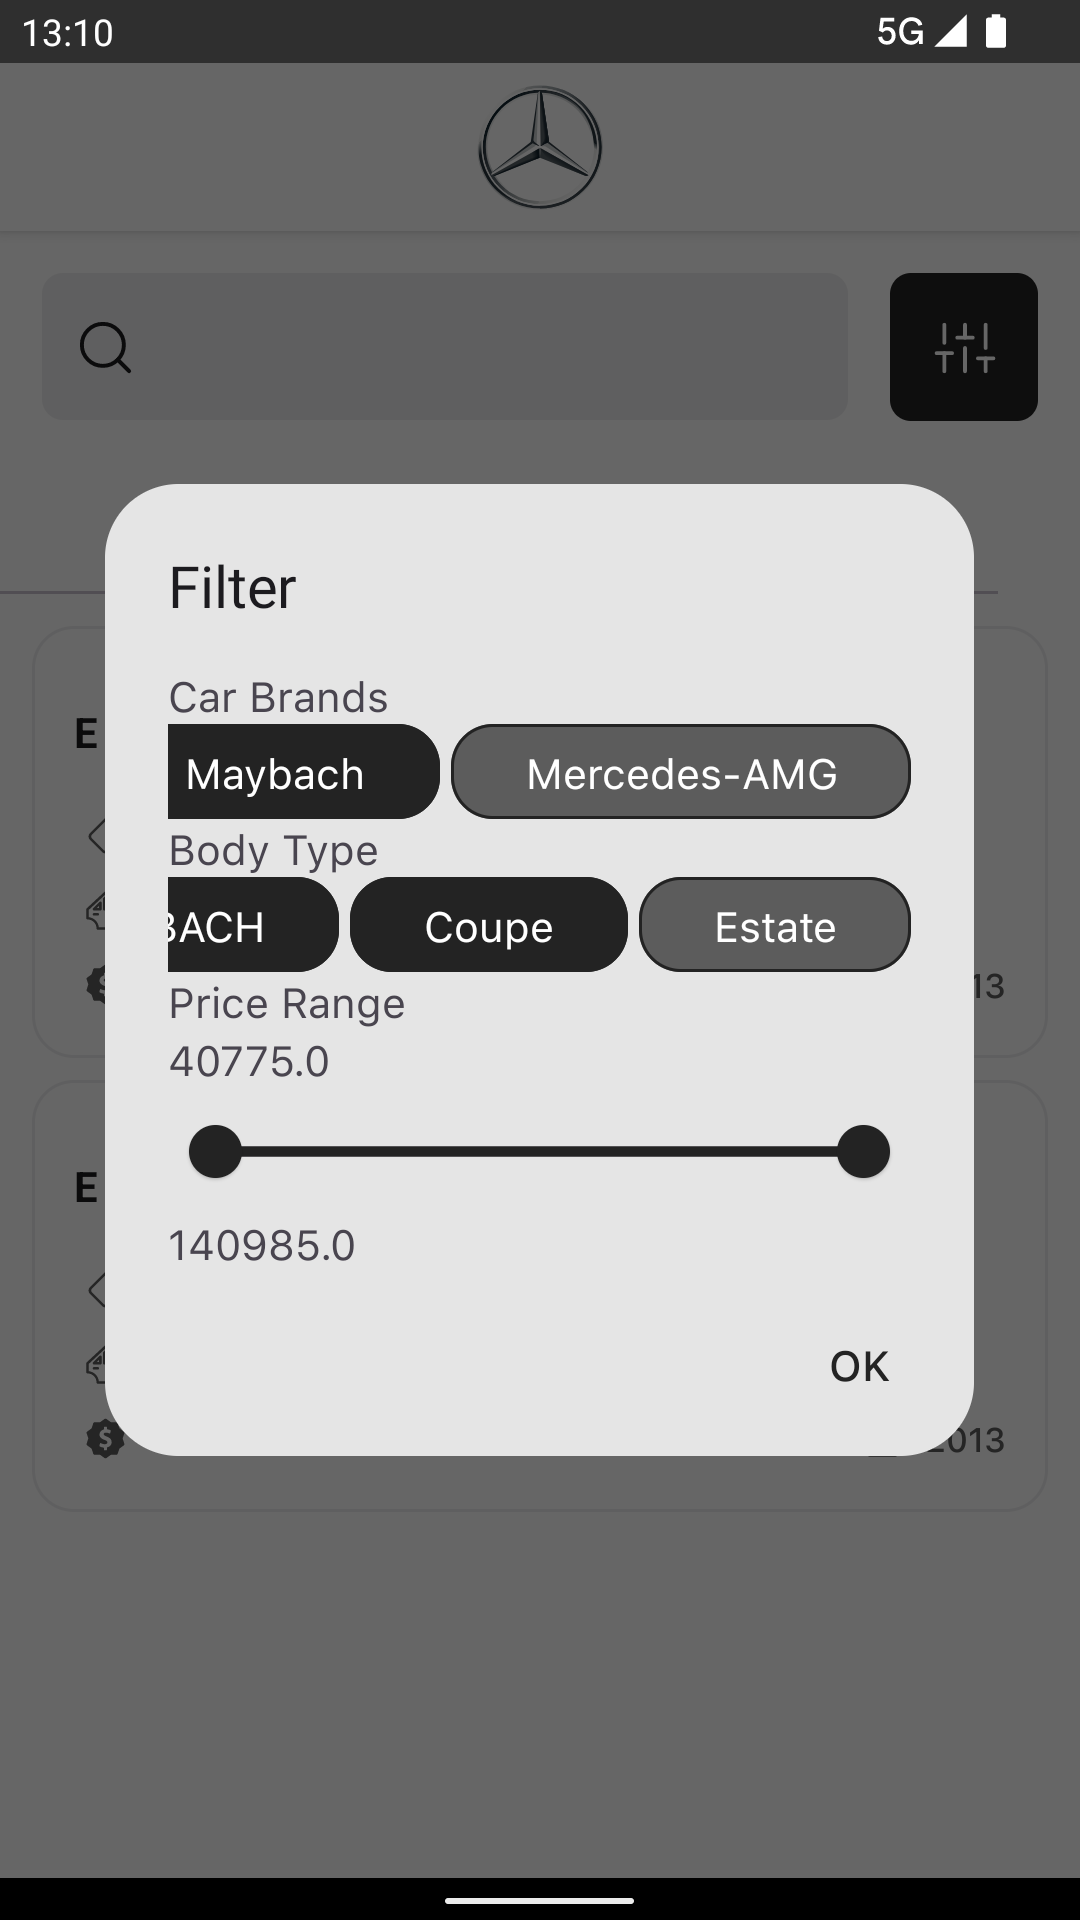 13:10 5G
Filter
Car Brands
Maybach Mercedes-AMG
E
Body Type
BACH Coupe Estate
Price Range
13
40775.0
E
140985.0
OK
2013